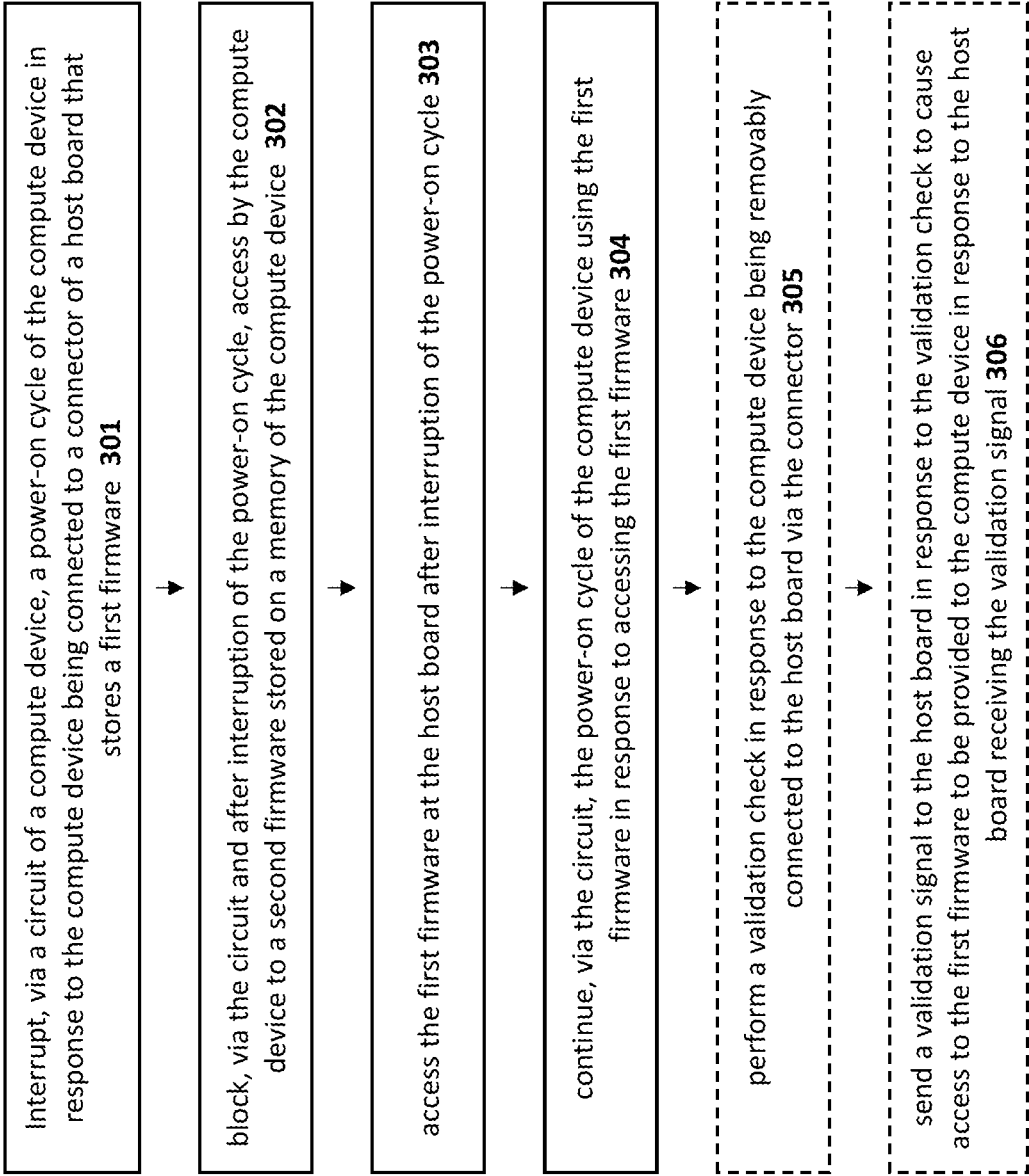 Interrupt, via a circuit of a compute device, a power-on cycle of the compute device in
response to the compute device being connected to a connector of a host board that
stores a first firmware 301
block, via the circuit and after interruption of the power-on cycle, access by the compute
device to a second firmware stored on a memory of the compute device 302
access the first firmware at the host board after interruption of the power-on cycle 303
continue, via the circuit, the power-on cycle of the compute device using the first
firmware in response to accessing the first firmware 304
perform a validation check in response to the compute device being removably
connected to the host board via the connector 305
send a validation signal to the host board in response to the validation check to cause
access to the first firmware to be provided to the compute device in response to the host
board receiving the validation signal 306